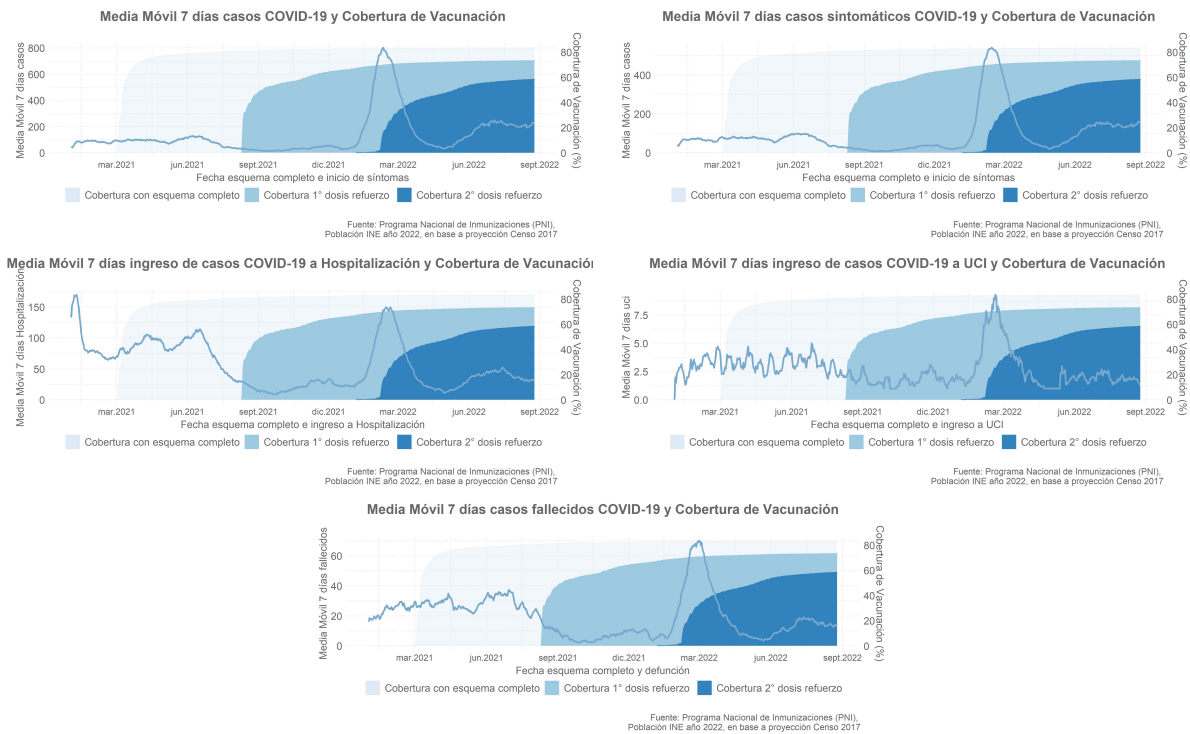 Media Móvil 7 días casos COVID-19 y Cobertura de Vacunación
Media Móvil 7 días casos
800
600
400
200
0
Cobertura de Vacunación (%)
80
60
40
20
0
mar.2021 jun.2021 sept.2021 dic.2021 mar.2022 jun.2022 sept.2022
Fecha esquema completo e inicio de síntomas
Cobertura con esquema completo Cobertura 1° dosis refuerzo Cobertura 2° dosis refuerzo
Fuente: Programa Nacional de Inmunizaciones (PNI),
Población INE año 2022, en base a proyección Censo 2017
Media Móvil 7 días casos sintomáticos COVID-19 y Cobertura de Vacunación
Media Móvil 7 días casos
400
200
0
Cobertura de Vacunación (%)
80
60
40
20
0
mar.2021 jun.2021 sept.2021 dic.2021 mar.2022 jun.2022 sept.2022
Fecha esquema completo e inicio de síntomas
Cobertura con esquema completo Cobertura 1° dosis refuerzo Cobertura 2° dosis refuerzo
Fuente: Programa Nacional de Inmunizaciones (PNI),
Población INE año 2022, en base a proyección Censo 2017
Media Móvil 7 días ingreso de casos COVID-19 a Hospitalización y Cobertura de Vacunación
Media Móvil 7 días Hospitalización
150
100
50
0
Cobertura de Vacunación (%)
80
60
40
20
0
mar.2021 jun.2021 sept.2021 dic.2021 mar.2022 jun.2022 sept.2022
Fecha esquema completo e ingreso a Hospitalización
Cobertura con esquema completo Cobertura 1° dosis refuerzo Cobertura 2° dosis refuerzo
Fuente: Programa Nacional de Inmunizaciones (PNI),
Población INE año 2022, en base a proyección Censo 2017
Media Móvil 7 días ingreso de casos COVID-19 a UCI y Cobertura de Vacunación
Media Móvil 7 días uci
7.5
5.0
2.5
0.0
Cobertura de Vacunación (%)
80
60
40
20
0
mar.2021 jun.2021 sept.2021 dic.2021 mar.2022 jun.2022 sept.2022
Fecha esquema completo e ingreso a UCI
Cobertura con esquema completo Cobertura 1° dosis refuerzo Cobertura 2° dosis refuerzo
Fuente: Programa Nacional de Inmunizaciones (PNI),
Población INE año 2022, en base a proyección Censo 2017
Media Móvil 7 días casos fallecidos COVID-19 y Cobertura de Vacunación
Media Móvil 7 días fallecidos
60
40
20
0
Cobertura de Vacunación (%)
80
60
40
20
0
mar.2021 jun.2021 sept.2021 dic.2021 mar.2022 jun.2022 sept.2022
Fecha esquema completo y defunción
Cobertura con esquema completo Cobertura 1° dosis refuerzo Cobertura 2° dosis refuerzo
Fuente: Programa Nacional de Inmunizaciones (PNI),
Población INE año 2022, en base a proyección Censo 2017